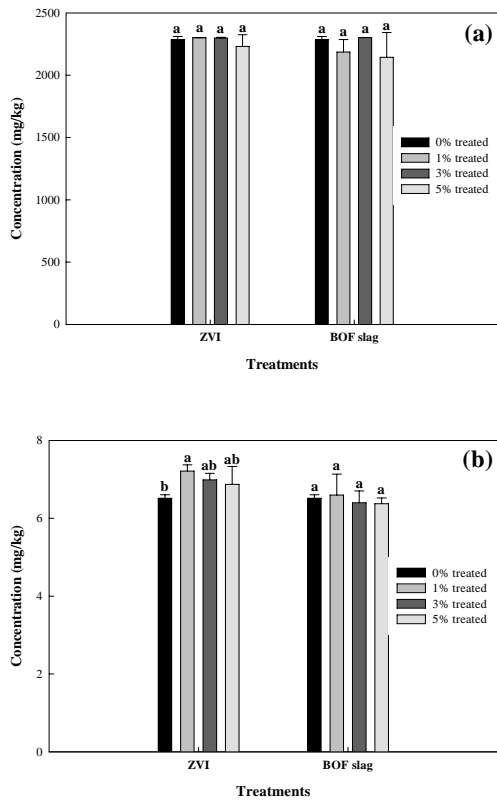 2500
(a)
a a a a a a a a
2000
1500
1000
500
0
Concentration (mg/kg)
0% treated
1% treated
3% treated
5% treated
ZVI BOF slag
Treatments
8
(b)
b a ab ab a a a a
6
4
2
0
Concentration (mg/kg)
0% treated
1% treated
3% treated
5% treated
ZVI BOF slag
Treatments